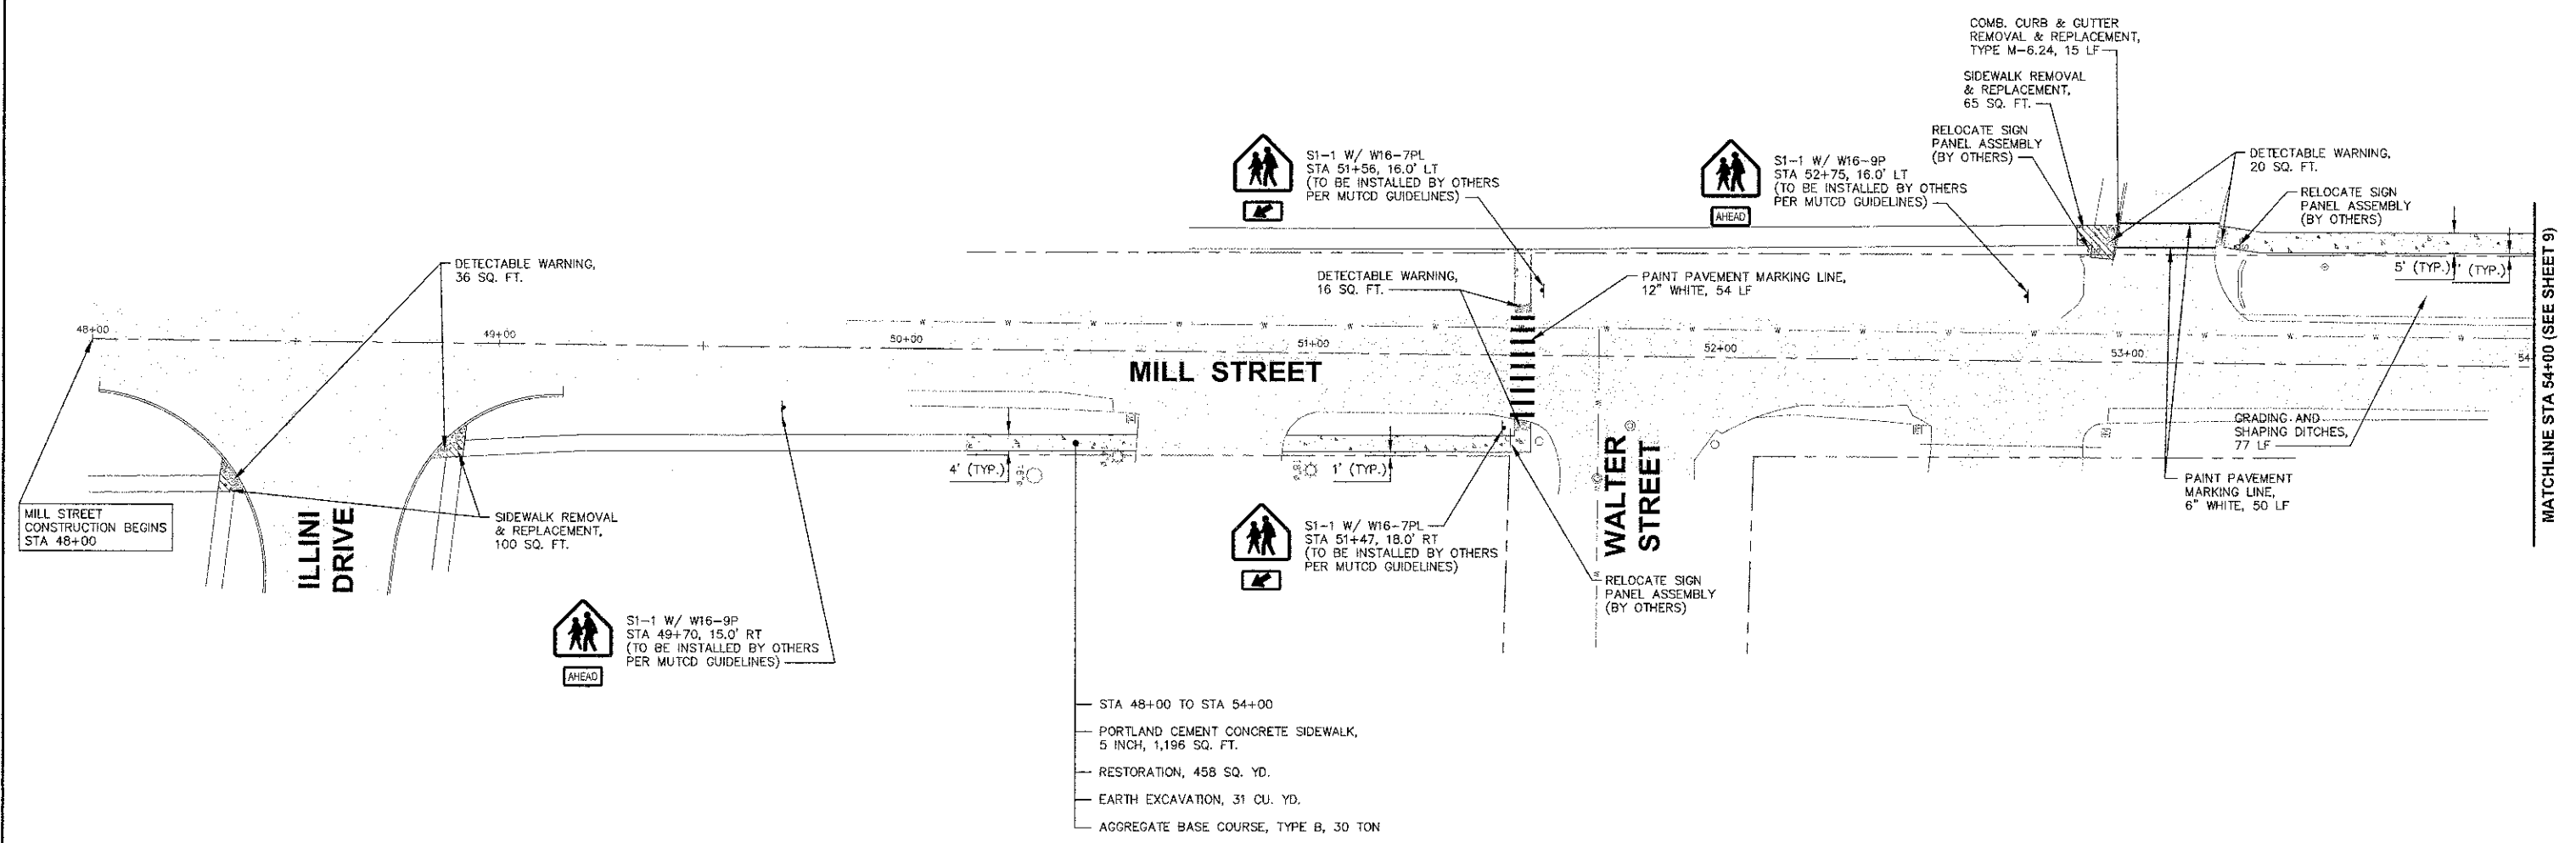 COMB. CURB & GUTTER
REMOVAL & REPLACEMENT,
TYPE M-6.24, 15 LF
SIDEWALK REMOVAL
& REPLACEMENT,
65 SQ. FT.
RELOCATE SIGN
PANEL ASSEMBLY
(BY OTHERS)
DETECTABLE WARNING,
20 SQ. FT.
RELOCATE SIGN
PANEL ASSEMBLY
(BY OTHERS)
S1-1 W/ W16-7PL
STA 51+56, 16.0' LT
(TO BE INSTALLED BY OTHERS
PER MUTCD GUIDELINES)
S1-1 W/ W16-9P
STA 52+75, 16.0' LT
(TO BE INSTALLED BY OTHERS
PER MUTCD GUIDELINES)
AHEAD
DETECTABLE WARNING,
36 SQ. FT.
DETECTABLE WARNING,
16 SQ. FT.
PAINT PAVEMENT MARKING LINE,
12" WHITE, 54 LF
5' (TYP.)
' (TYP.)
MATCHLINE STA 54+00 (SEE SHEET 9)
48+00
49+00
50+00
51+00
52+00
53+00
54
W W W W W W W W W W W W W W W W W W W
MILL STREET
4' (TYP.)
1' (TYP.)
GRADING AND
SHAPING DITCHES,
77 LF
PAINT PAVEMENT
MARKING LINE,
6" WHITE, 50 LF
MILL STREET
CONSTRUCTION BEGINS
STA 48+00
ILLINI
DRIVE
SIDEWALK REMOVAL
& REPLACEMENT,
100 SQ. FT.
WALTER
STREET
S1-1 W/ W16-7PL
STA 51+47, 18.0' RT
(TO BE INSTALLED BY OTHERS
PER MUTCD GUIDELINES)
RELOCATE SIGN
PANEL ASSEMBLY
(BY OTHERS)
S1-1 W/ W16-9P
STA 49+70, 15.0' RT
(TO BE INSTALLED BY OTHERS
PER MUTCD GUIDELINES)
AHEAD
STA 48+00 TO STA 54+00
PORTLAND CEMENT CONCRETE SIDEWALK,
5 INCH, 1,196 SQ. FT.
RESTORATION, 458 SQ. YD.
EARTH EXCAVATION, 31 CU. YD.
AGGREGATE BASE COURSE, TYPE B, 30 TON